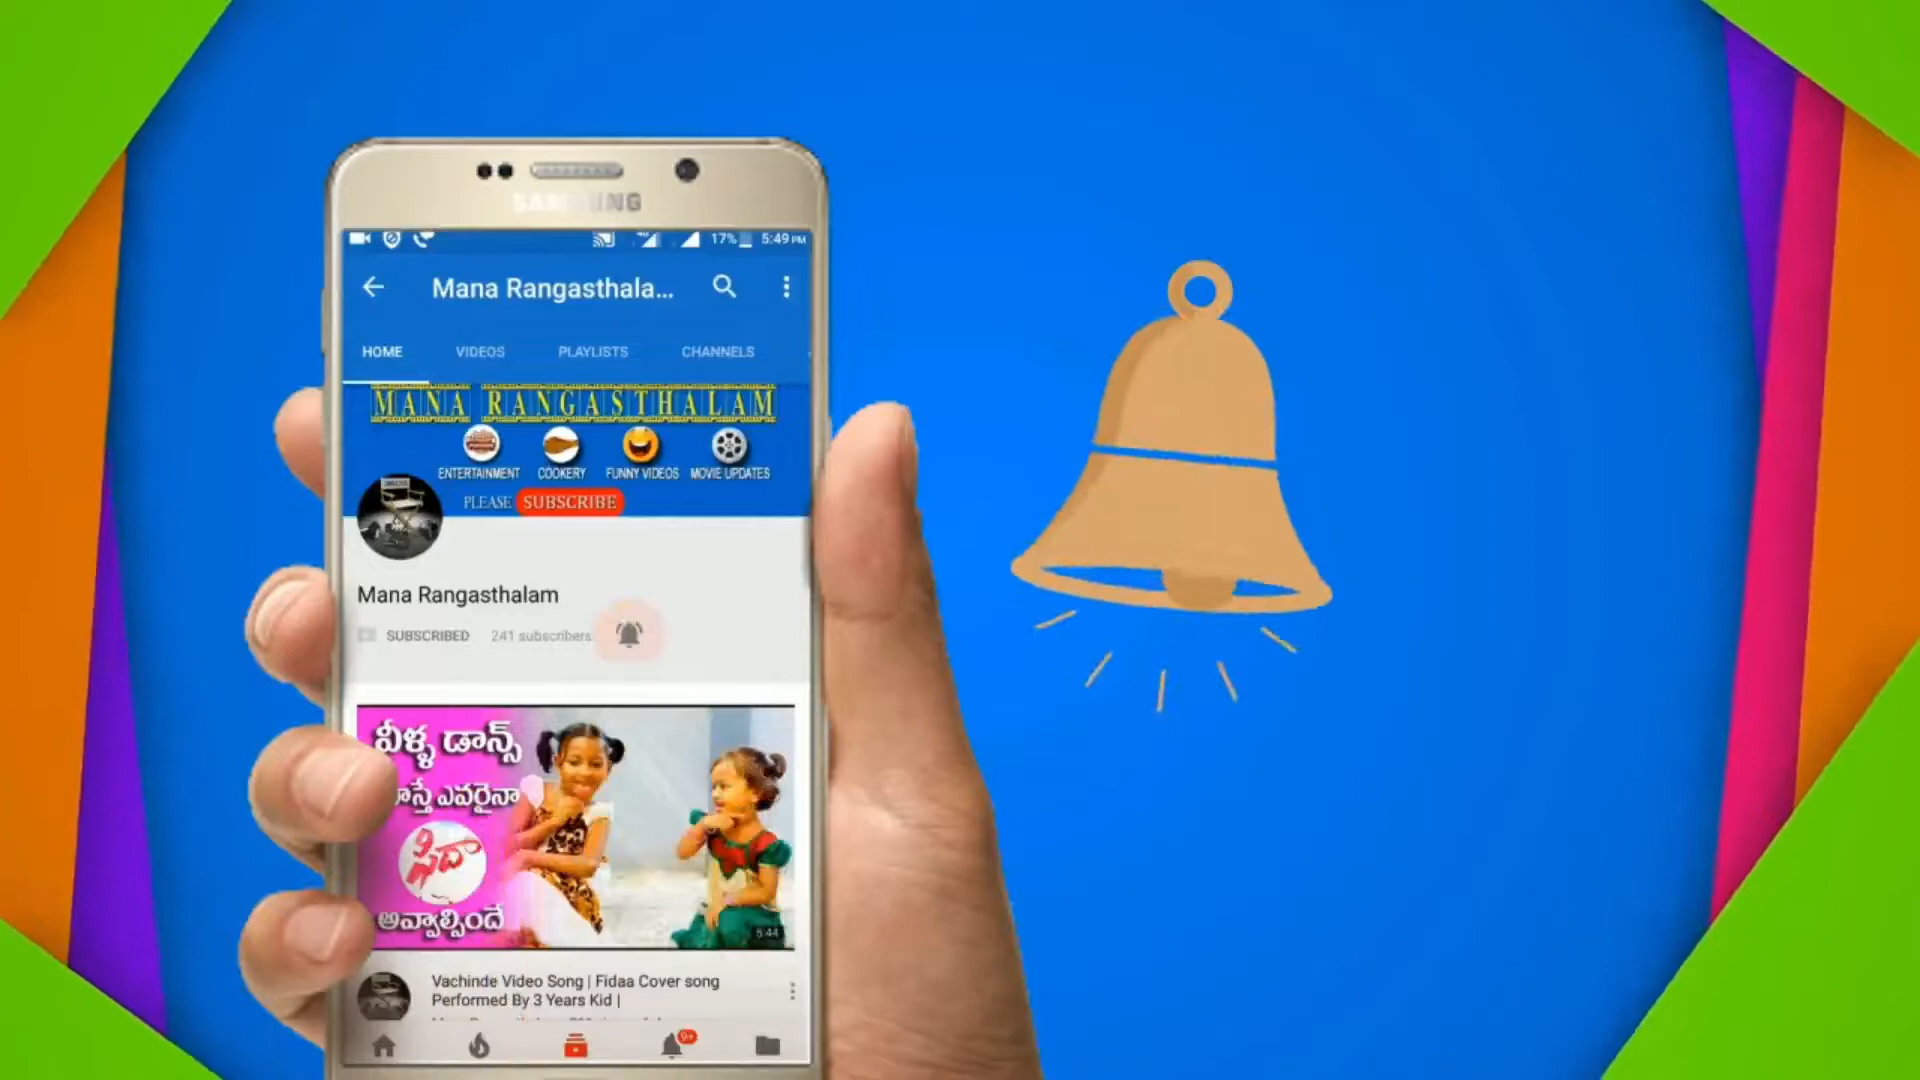 SAMSUNG
17% 5:49 PM
Mana Rangasthala...
HOME VIDEOS PLAYLISTS CHANNELS
MANA RANGASTHALAM
ENTERTAINMENT COOKERY FUNNY VIDEOS MOVIE UPDATES
PLEASE SUBSCRIBE
Mana Rangasthalam
SUBSCRIBED 241 subscribers
వీళ్ళ డాన్స్
ఎవరైనా
ఫిదా
అవ్వాల్సిందే
5:44
Vachinde Video Song | Fidaa Cover song
Performed By 3 Years Kid |
9+